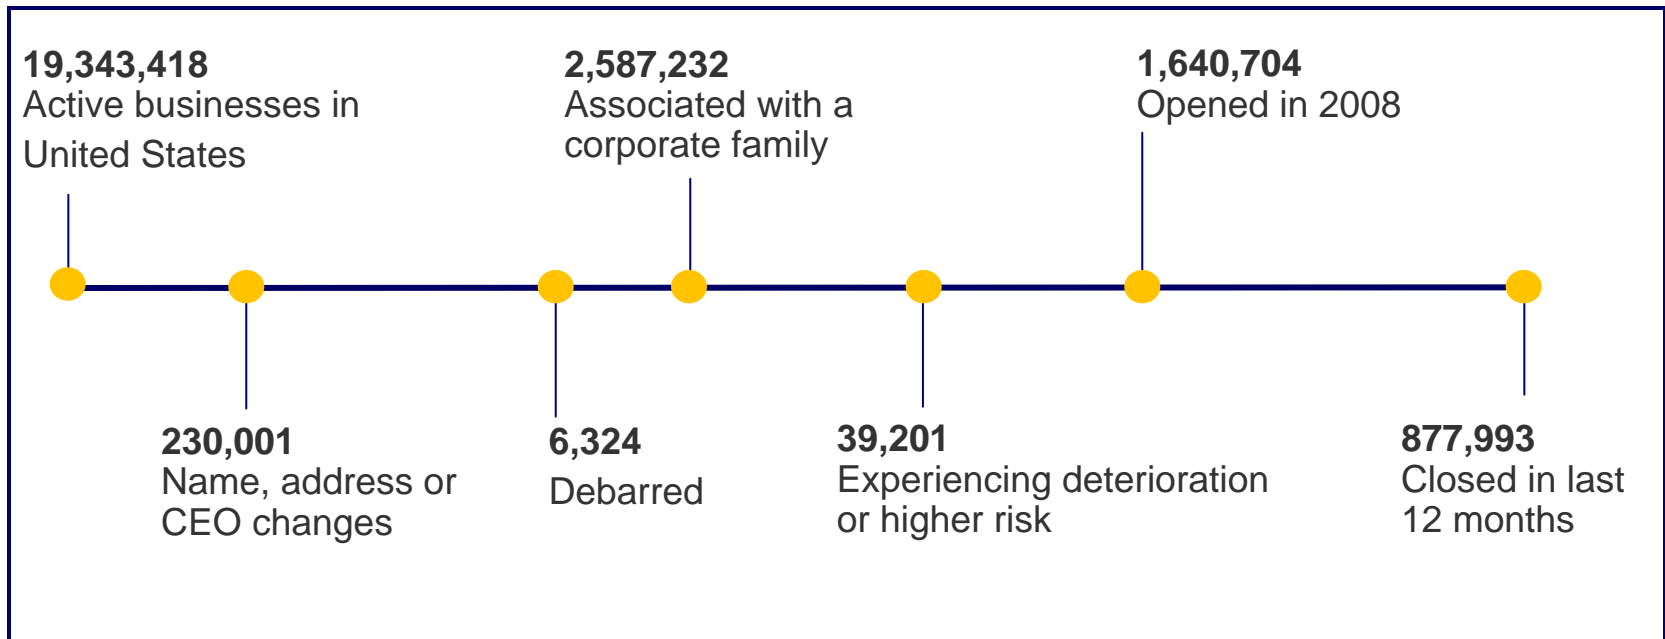 19,343,418
Active businesses in
United States
2,587,232
Associated with a
corporate family
1,640,704
Opened in 2008
230,001
Name, address or
CEO changes
6,324
Debarred
39,201
Experiencing deterioration
or higher risk
877,993
Closed in last
12 months